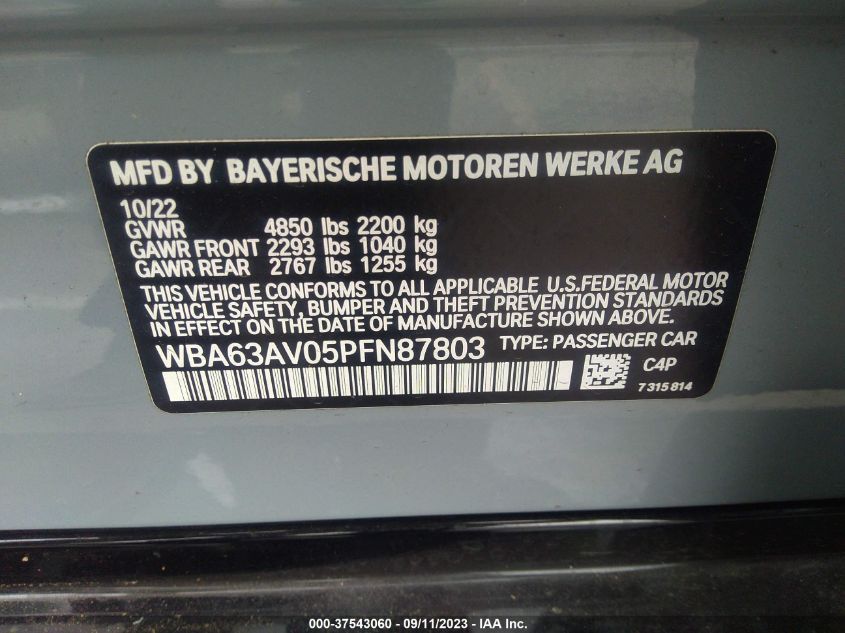 MFD BY BAYERISCHE MOTOREN WERKE AG
10/22
GVWR 4850 lbs 2200 kg
GAWR FRONT 2293 lbs 1040 kg
GAWR REAR 2767 lbs 1255 kg
THIS VEHICLE CONFORMS TO ALL APPLICABLE U.S.FEDERAL MOTOR
VEHICLE SAFETY, BUMPER AND THEFT PREVENTION STANDARDS
IN EFFECT ON THE DATE OF MANUFACTURE SHOWN ABOVE.
WBA63AV05PFN87803 TYPE: PASSENGER CAR
C4P
7 315 814
000-37543060 - 09/11/2023 - IAA Inc.